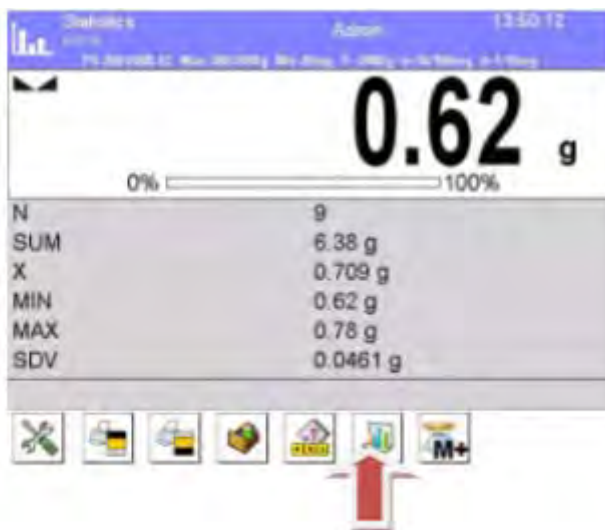 Statistics
Admin
13:50:12
0.62 g
0% 100%
N 9
SUM 6.38 g
X 0.709 g
MIN 0.62 g
MAX 0.78 g
SDV 0.0461 g
M+